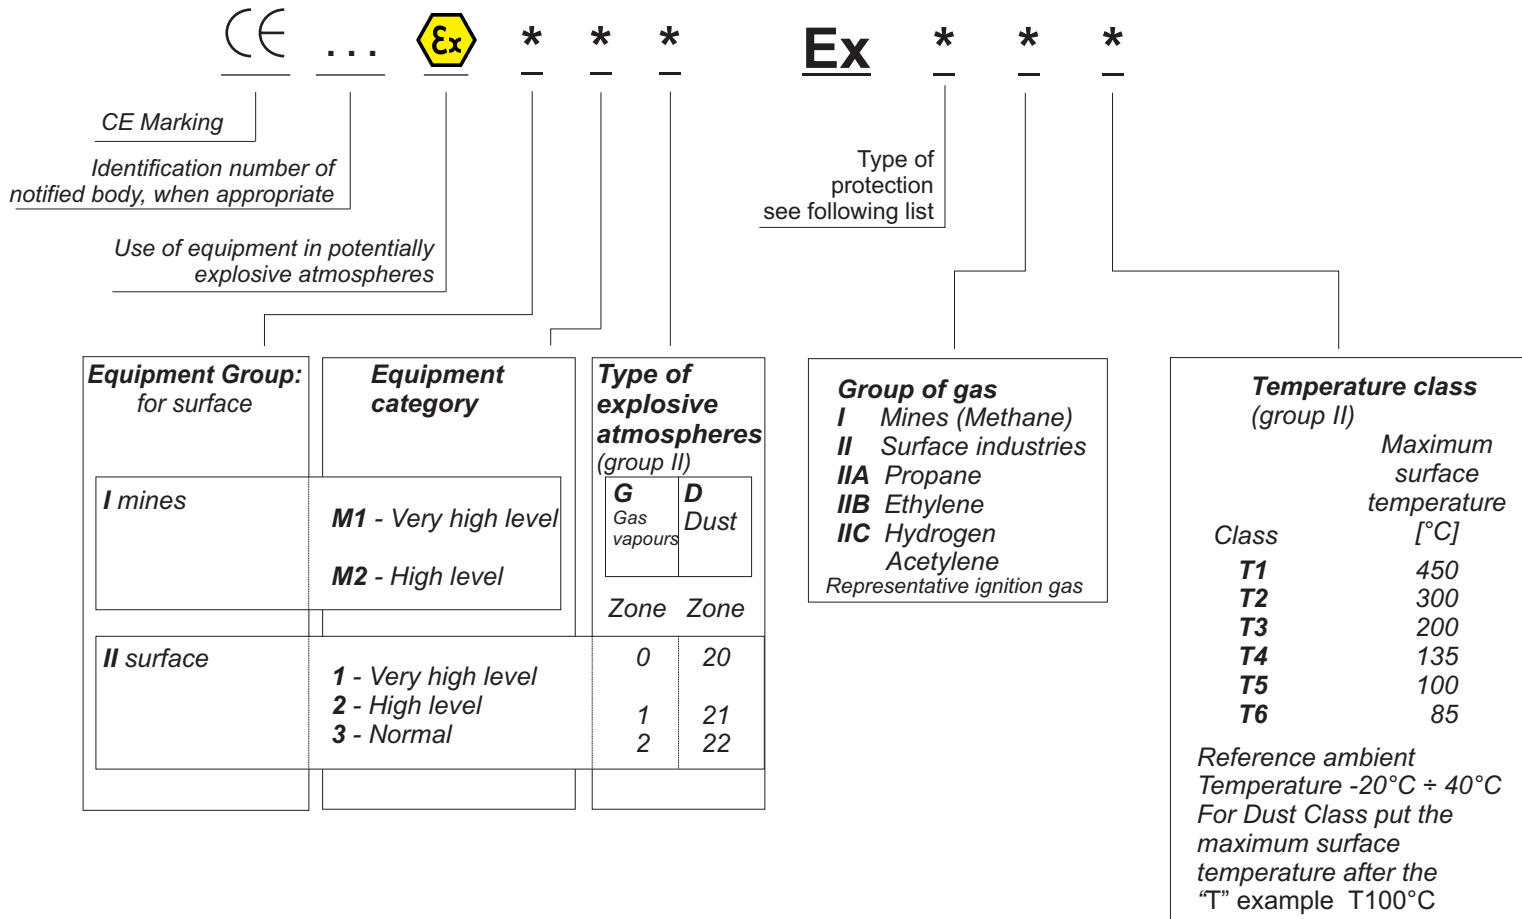 CE ... Ex * * * Ex * * *
CE Marking
Identification number of
notified body, when appropriate
Use of equipment in potentially
explosive atmospheres
Type of
protection
see following list
Equipment Group:
for surface
Equipment
category
Type of
explosive
atmospheres
(group II)
G
Gas
vapours
D
Dust
I mines
M1 - Very high level
M2 - High level
Zone Zone
II surface
1 - Very high level
2 - High level
3 - Normal
0 20
1 21
2 22
Group of gas
I Mines (Methane)
II Surface industries
IIA Propane
IIB Ethylene
IIC Hydrogen
Acetylene
Representative ignition gas
Temperature class
(group II)
Maximum
surface
temperature
Class [°C]
T1 450
T2 300
T3 200
T4 135
T5 100
T6 85
Reference ambient
Temperature -20°C ÷ 40°C
For Dust Class put the
maximum surface
temperature after the
“T” example T100°C